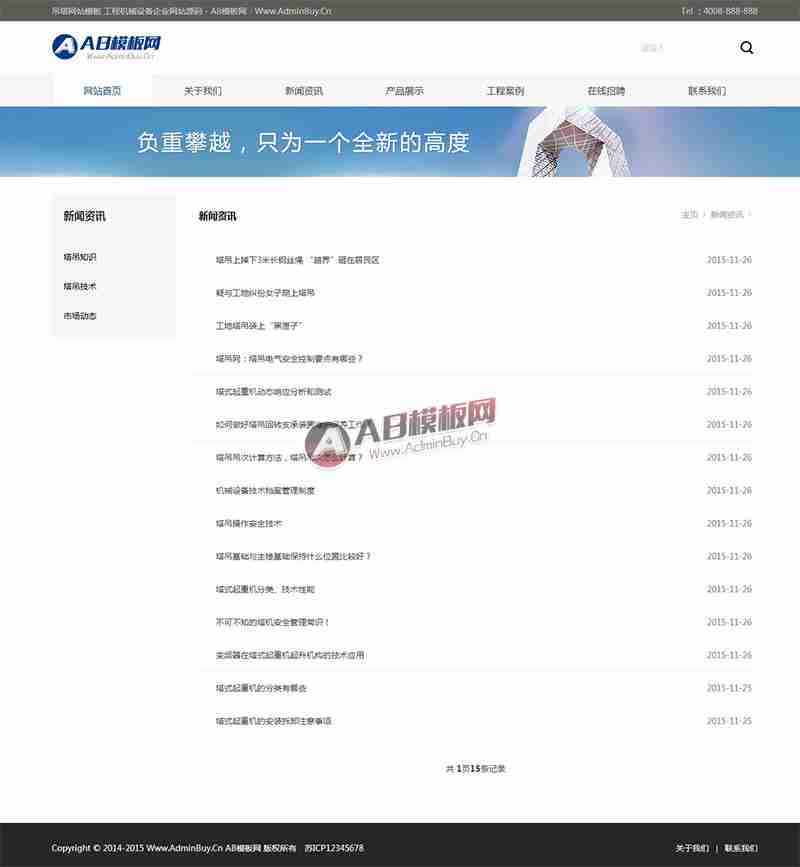 吊塔网站模板 工程机械设备企业网站源码 - AB模板网 | Www.AdminBuy.Cn
Tel ：4008-888-888
AB模板网
Www.AdminBuy.Cn
网站首页 关于我们 新闻资讯 产品展示 工程案例 在线招聘 联系我们
负重攀越，只为一个全新的高度
新闻资讯
塔吊知识
塔吊技术
市场动态
新闻资讯
主页 > 新闻资讯 >
塔吊上掉下3米长钢丝绳 “越界”砸在居民区 2015-11-26
疑与工地纠纷女子爬上塔吊 2015-11-26
工地塔吊装上“黑匣子” 2015-11-26
塔吊网：塔吊电气安全控制要点有哪些？ 2015-11-26
塔式起重机动态响应分析和测试 2015-11-26
如何做好塔吊回转支承装置 2015-11-26
塔吊吊次计算方法，塔吊吊次怎么计算？ 2015-11-26
机械设备技术档案管理制度 2015-11-26
塔吊操作安全技术 2015-11-26
塔吊基础与主楼基础保持什么位置比较好？ 2015-11-26
塔式起重机分类、技术性能 2015-11-26
不可不知的塔机安全管理常识！ 2015-11-26
变频器在塔式起重机起升机构的技术应用 2015-11-26
塔式起重机的分类有哪些 2015-11-25
塔式起重机的安装拆卸注意事项 2015-11-25
AB模板网
Www.AdminBuy.Cn
共 1页15条记录
Copyright © 2014-2015 Www.AdminBuy.Cn AB模板网 版权所有 苏ICP12345678
关于我们 | 联系我们